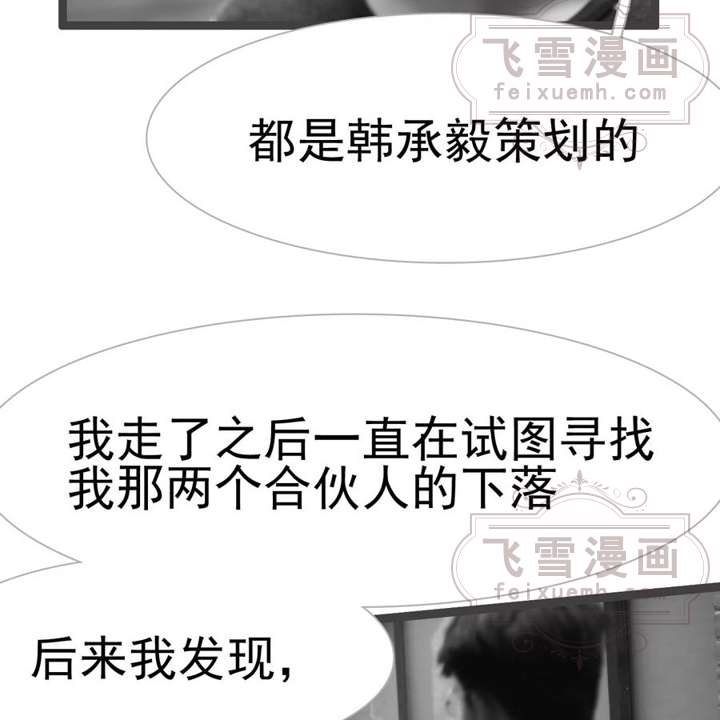 飞雪漫画
feixuemh.com
都是韩承毅策划的
我走了之后一直在试图寻找
我那两个合伙人的下落
飞雪漫画
feixuemh.com
后来我发现，